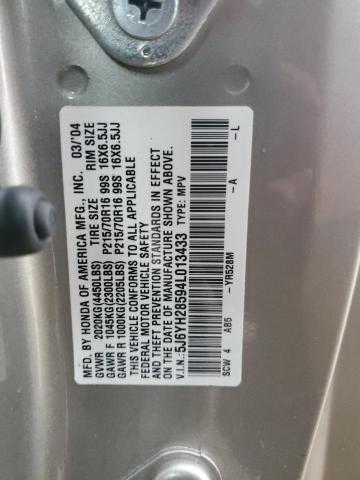 MFD. BY HONDA OF AMERICA MFG., INC. 03/'04
TIRE SIZE RIM SIZE
GVWR 2020KG(4450LBS)
GAWR F 1045KG(2300LBS) P215/70R16 99S 16X6.5JJ
GAWR R 1000KG(2205LBS) P215/70R16 99S 16X6.5JJ
THIS VEHICLE CONFORMS TO ALL APPLICABLE
FEDERAL MOTOR VEHICLE SAFETY
AND THEFT PREVENTION STANDARDS IN EFFECT
ON THE DATE OF MANUFACTURE SHOWN ABOVE.
V.I.N.: 5J6YH28594L013433 TYPE: MPV
YR528M -A -L
SCW 4 AB5